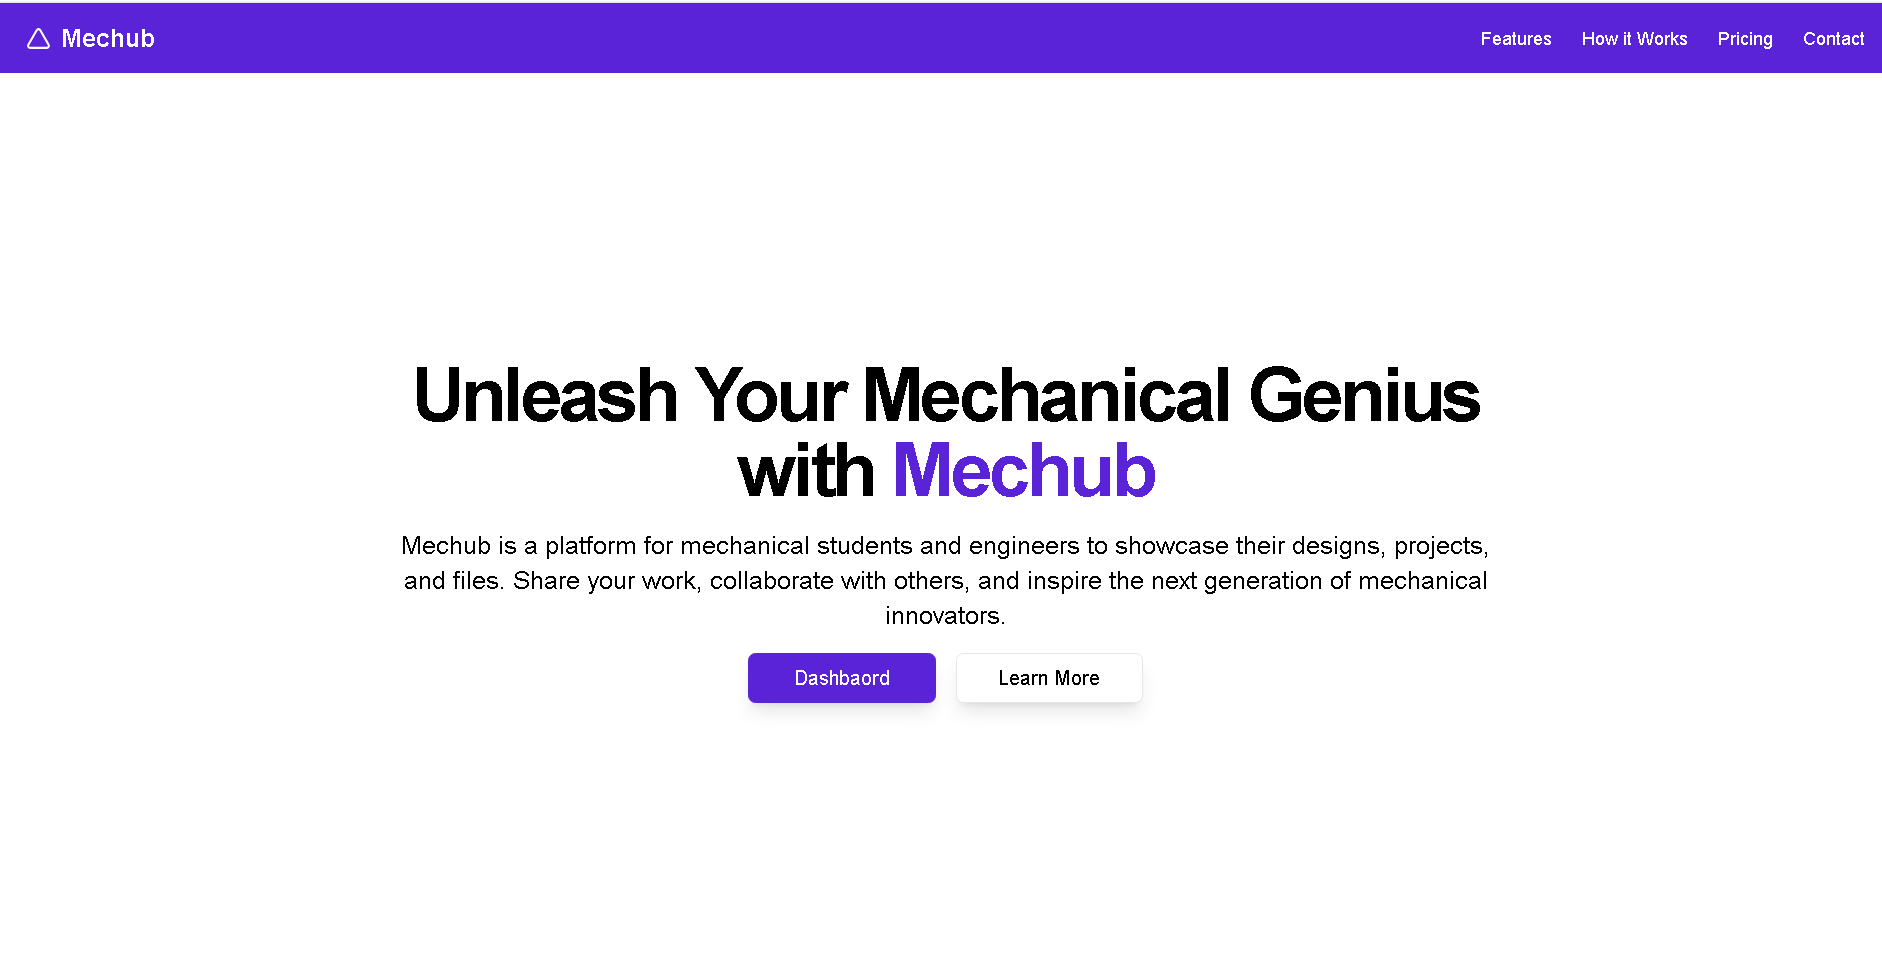 Mechub
Features
How it Works
Pricing
Contact
Unleash Your Mechanical Genius
with Mechub
Mechub is a platform for mechanical students and engineers to showcase their designs, projects,
and files. Share your work, collaborate with others, and inspire the next generation of mechanical
innovators.
Dashbaord
Learn More